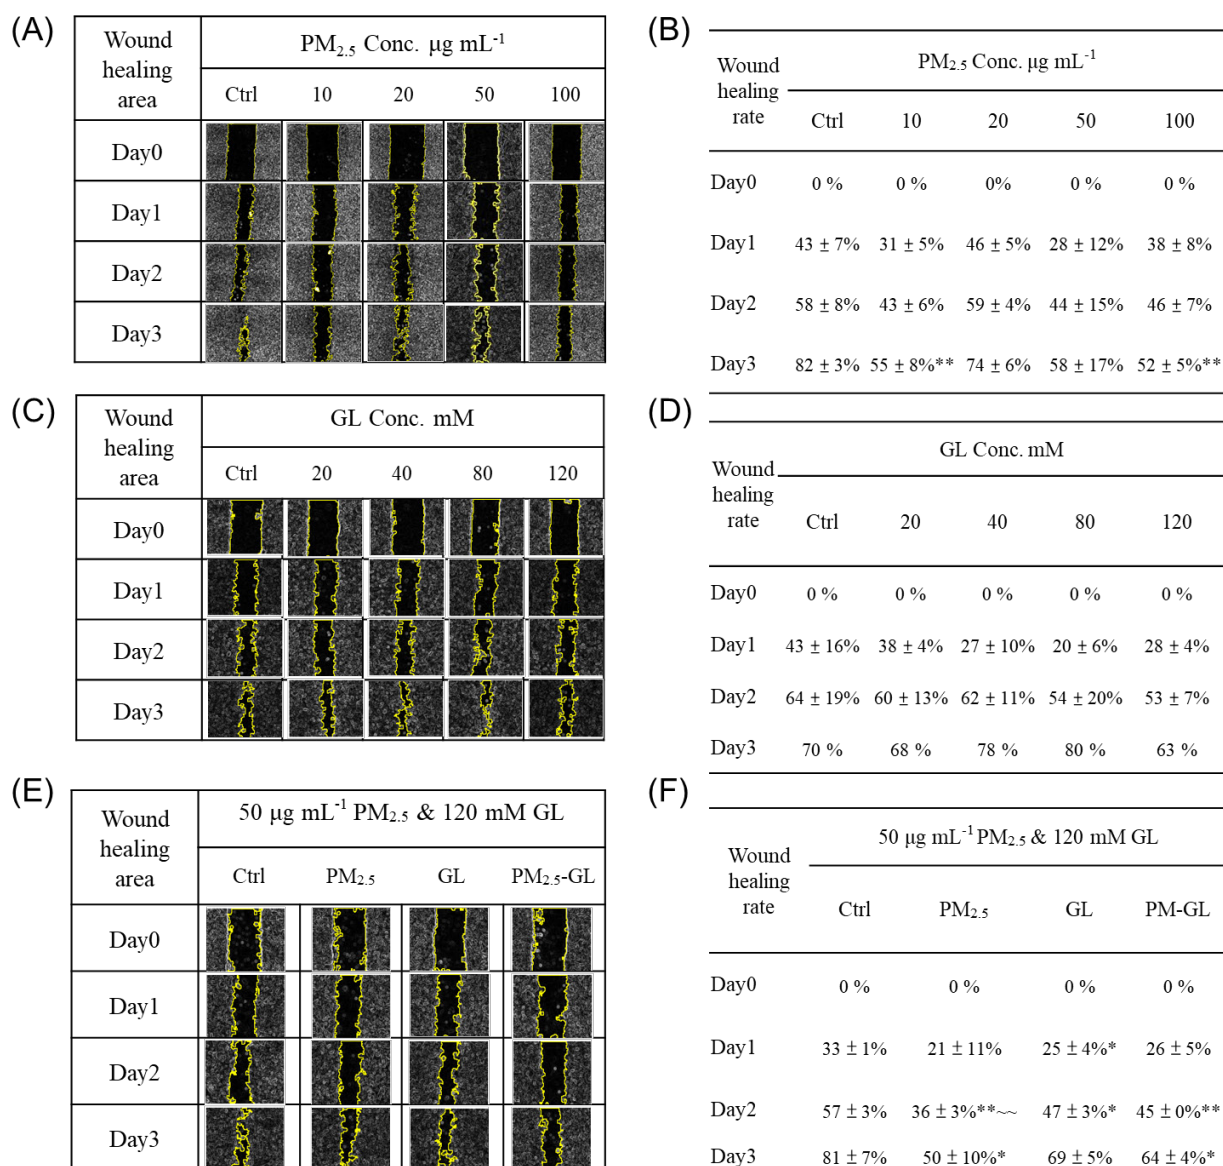 (A)
Wound healing area
PM2.5 Conc. μg mL-1
Ctrl 10 20 50 100
Day0
Day1
Day2
Day3
(B)
Wound healing rate
PM2.5 Conc. μg mL-1
Ctrl 10 20 50 100
Day0 0 % 0 % 0% 0 % 0 %
Day1 43 ± 7% 31 ± 5% 46 ± 5% 28 ± 12% 38 ± 8%
Day2 58 ± 8% 43 ± 6% 59 ± 4% 44 ± 15% 46 ± 7%
Day3 82 ± 3% 55 ± 8%** 74 ± 6% 58 ± 17% 52 ± 5%**
(C)
Wound healing area
GL Conc. mM
Ctrl 20 40 80 120
Day0
Day1
Day2
Day3
(D)
Wound healing rate
GL Conc. mM
Ctrl 20 40 80 120
Day0 0 % 0 % 0 % 0 % 0 %
Day1 43 ± 16% 38 ± 4% 27 ± 10% 20 ± 6% 28 ± 4%
Day2 64 ± 19% 60 ± 13% 62 ± 11% 54 ± 20% 53 ± 7%
Day3 70 % 68 % 78 % 80 % 63 %
(E)
Wound healing area
50 μg mL-1 PM2.5 & 120 mM GL
Ctrl PM2.5 GL PM2.5-GL
Day0
Day1
Day2
Day3
(F)
Wound healing rate
50 μg mL-1 PM2.5 & 120 mM GL
Ctrl PM2.5 GL PM-GL
Day0 0 % 0 % 0 % 0 %
Day1 33 ± 1% 21 ± 11% 25 ± 4%* 26 ± 5%
Day2 57 ± 3% 36 ± 3%**~~ 47 ± 3%* 45 ± 0%**
Day3 81 ± 7% 50 ± 10%* 69 ± 5% 64 ± 4%*